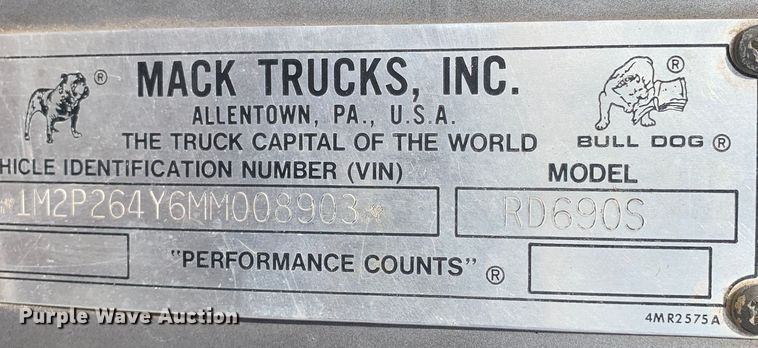 MACK TRUCKS, INC.
ALLENTOWN, PA., U.S.A.
THE TRUCK CAPITAL OF THE WORLD
®
®
BULL DOG ®
HICLE IDENTIFICATION NUMBER (VIN)
MODEL
*1M2P264Y6MM008903*
RD690S
"PERFORMANCE COUNTS" ®
4MR2575A
Purple Wave Auction